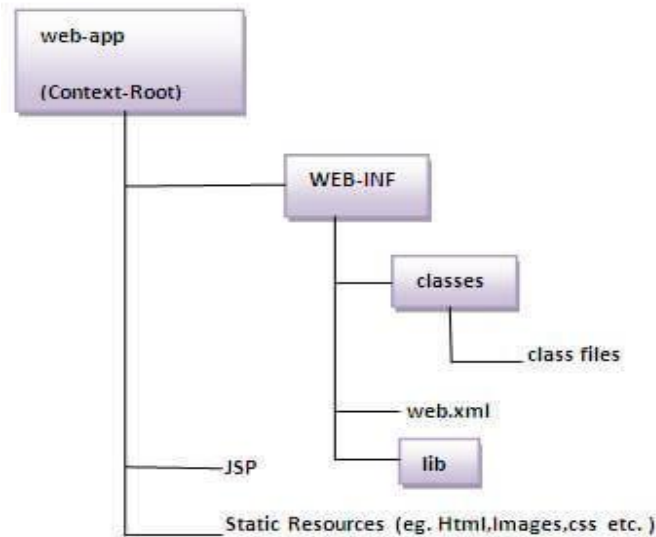 web-app
(Context-Root)
WEB-INF
classes
class files
web.xml
lib
JSP
Static Resources (eg. Html,Images,css etc. )